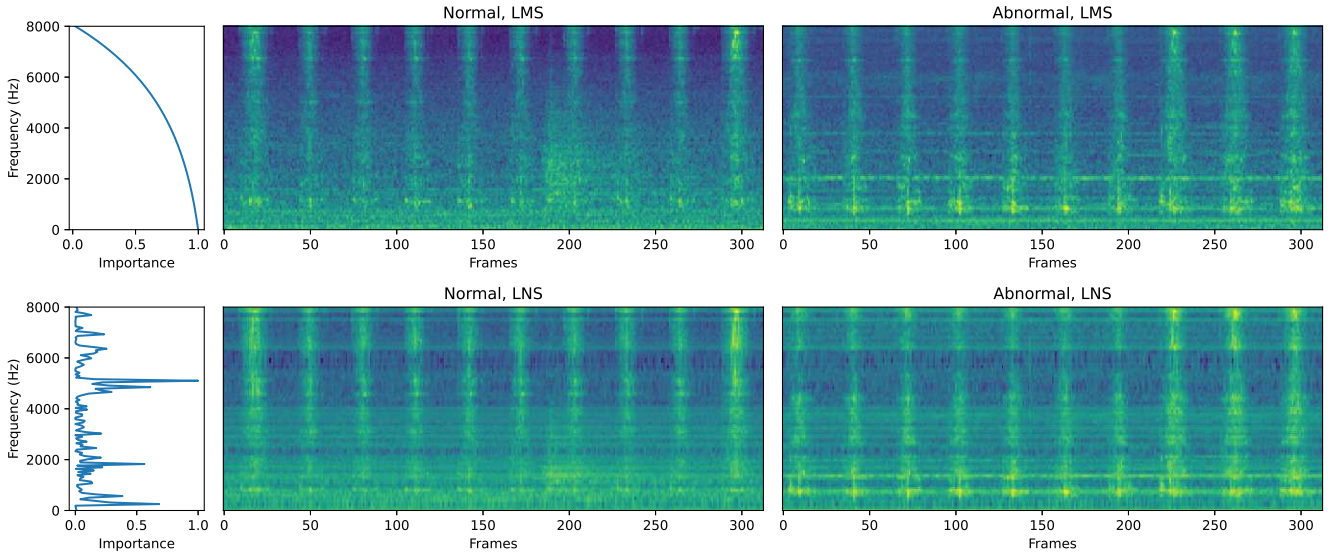 Normal, LMS
Abnormal, LMS
8000
6000
4000
2000
0
Frequency (Hz)
0.0 0.5 1.0
Importance
0 50 100 150 200 250 300
Frames
0 50 100 150 200 250 300
Frames
Normal, LNS
Abnormal, LNS
8000
6000
4000
2000
0
Frequency (Hz)
0.0 0.5 1.0
Importance
0 50 100 150 200 250 300
Frames
0 50 100 150 200 250 300
Frames